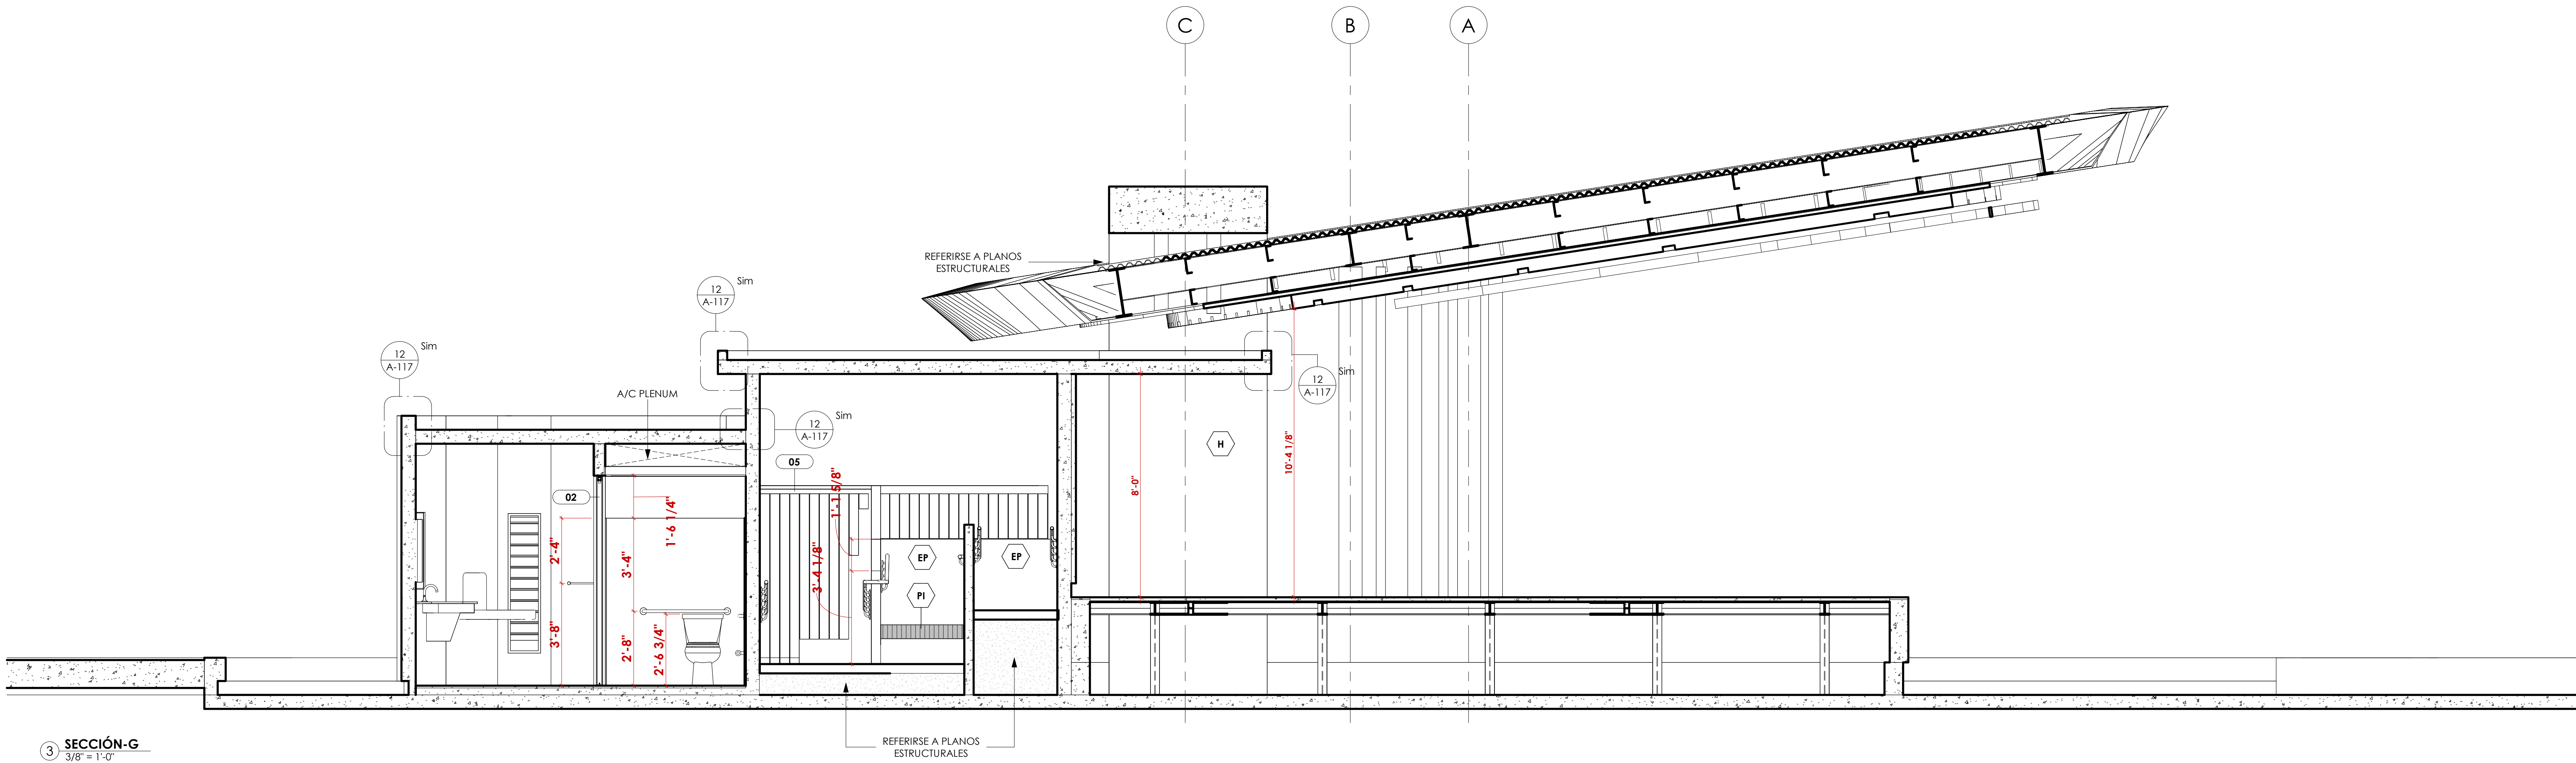 C
B
A
REFERIRSE A PLANOS
ESTRUCTURALES
12
A-117
Sim
12
A-117
Sim
12
A-117
Sim
A/C PLENUM
12
A-117
Sim
05
02
H
1'-1 5/8"
1'-6 1/4"
2'-4"
3'-4"
3'-4 1/8"
8'-0"
10'-4 1/8"
EP
EP
PI
3'-8"
2'-8"
2'-6 3/4"
REFERIRSE A PLANOS
ESTRUCTURALES
3
SECCIÓN-G
3/8" = 1'-0"